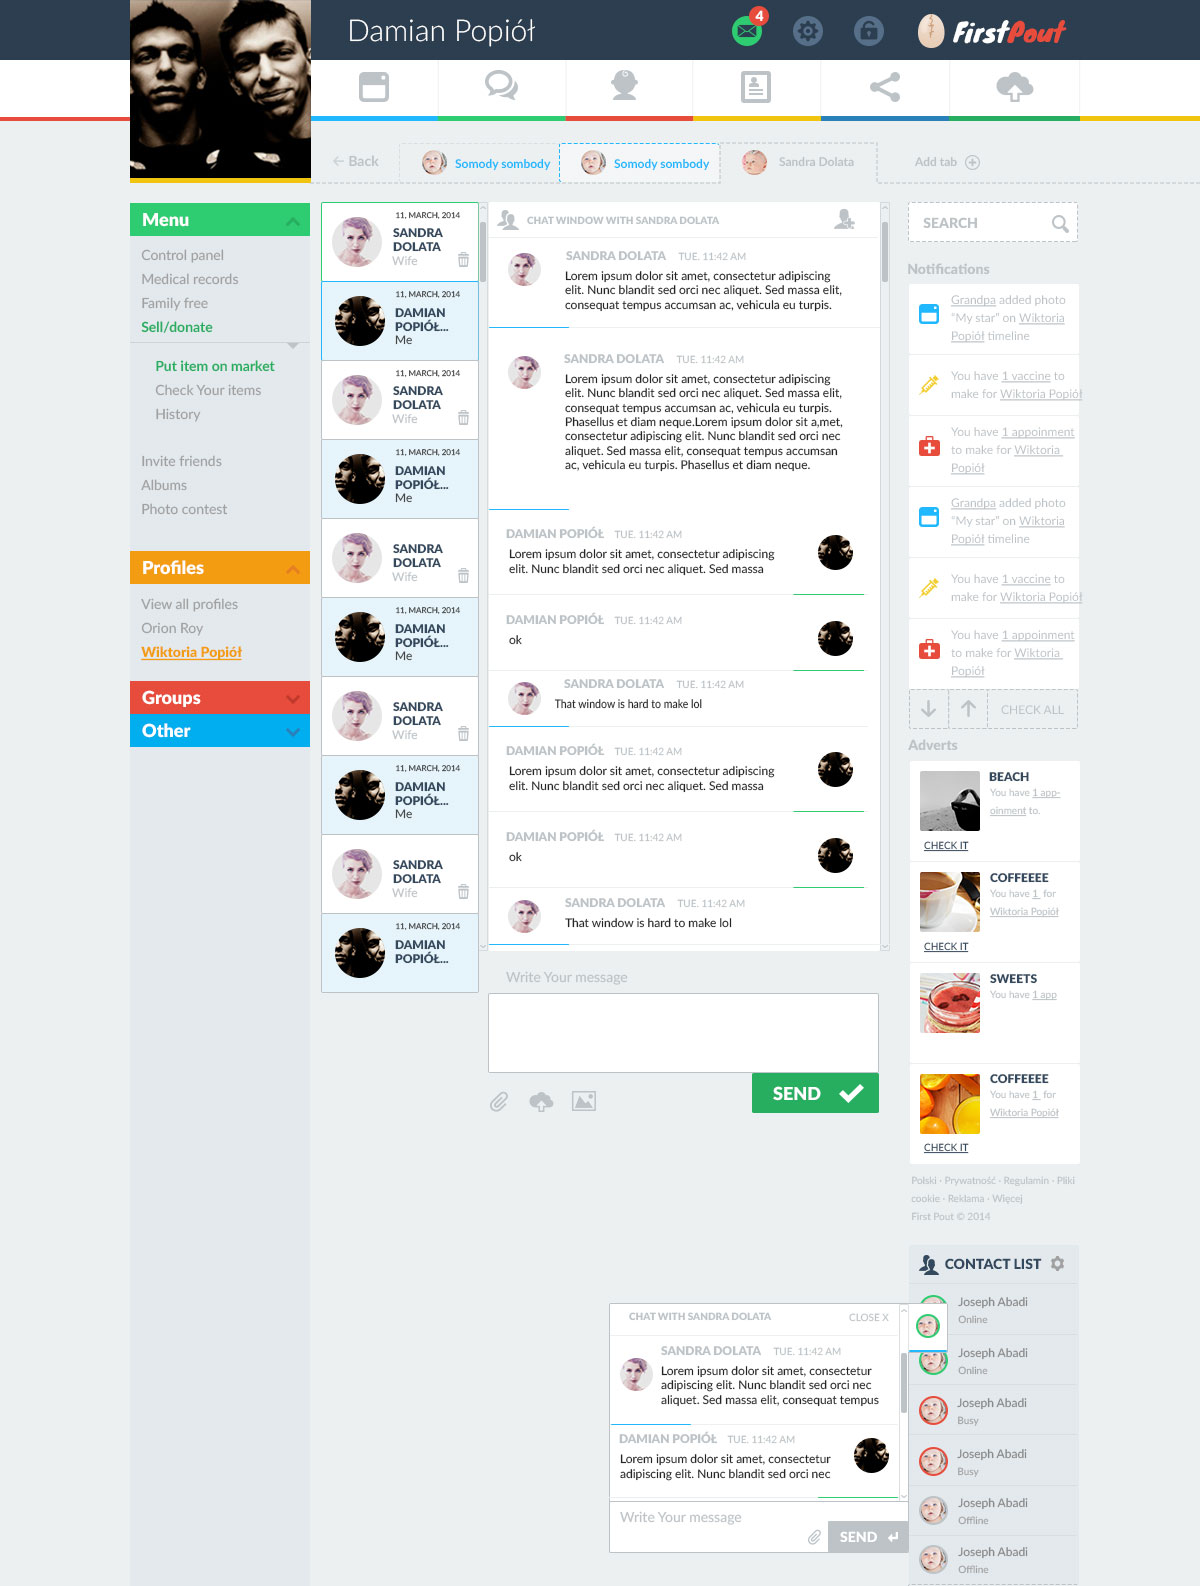 Damian Popiół
4
FirstPout
Back
Somody sombody
Somody sombody
Sandra Dolata
Add tab
Menu
Control panel
Medical records
Family free
Sell/donate
Put item on market
Check Your items
History
Invite friends
Albums
Photo contest
Profiles
View all profiles
Orion Roy
Wiktoria Popiół
Groups
Other
11, MARCH, 2014
SANDRA
DOLATA
Wife
11, MARCH, 2014
DAMIAN
POPIÓŁ...
Me
11, MARCH, 2014
SANDRA
DOLATA
Wife
11, MARCH, 2014
DAMIAN
POPIÓŁ...
Me
SANDRA
DOLATA
Wife
11, MARCH, 2014
DAMIAN
POPIÓŁ...
Me
SANDRA
DOLATA
Wife
11, MARCH, 2014
DAMIAN
POPIÓŁ...
Me
SANDRA
DOLATA
Wife
11, MARCH, 2014
DAMIAN
POPIÓŁ...
CHAT WINDOW WITH SANDRA DOLATA
SANDRA DOLATA TUE. 11:42 AM
Lorem ipsum dolor sit amet, consectetur adipiscing
elit. Nunc blandit sed orci nec aliquet. Sed massa elit,
consequat tempus accumsan ac, vehicula eu turpis.
SANDRA DOLATA TUE. 11:42 AM
Lorem ipsum dolor sit amet, consectetur adipiscing
elit. Nunc blandit sed orci nec aliquet. Sed massa elit,
consequat tempus accumsan ac, vehicula eu turpis.
Phasellus et diam neque.Lorem ipsum dolor sit a,met,
consectetur adipiscing elit. Nunc blandit sed orci nec
aliquet. Sed massa elit, consequat tempus accumsan
ac, vehicula eu turpis. Phasellus et diam neque.
DAMIAN POPIÓŁ TUE. 11:42 AM
Lorem ipsum dolor sit amet, consectetur adipiscing
elit. Nunc blandit sed orci nec aliquet. Sed massa
DAMIAN POPIÓŁ TUE. 11:42 AM
ok
SANDRA DOLATA TUE. 11:42 AM
That window is hard to make lol
DAMIAN POPIÓŁ TUE. 11:42 AM
Lorem ipsum dolor sit amet, consectetur adipiscing
elit. Nunc blandit sed orci nec aliquet. Sed massa
DAMIAN POPIÓŁ TUE. 11:42 AM
ok
SANDRA DOLATA TUE. 11:42 AM
That window is hard to make lol
Write Your message
SEND
SEARCH
Notifications
Grandpa added photo
"My star" on Wiktoria
Popiół timeline
You have 1 vaccine to
make for Wiktoria Popiół
You have 1 appoinment
to make for Wiktoria
Popiół
Grandpa added photo
"My star" on Wiktoria
Popiół timeline
You have 1 vaccine to
make for Wiktoria Popiół
You have 1 appoinment
to make for Wiktoria
Popiół
CHECK ALL
Adverts
BEACH
You have 1 app-
oinment to.
CHECK IT
COFFEEEE
You have 1 for
Wiktoria Popiół
CHECK IT
SWEETS
You have 1 app
COFFEEEE
You have 1 for
Wiktoria Popiół
CHECK IT
Polski · Prywatność · Regulamin · Pliki
cookie · Reklama · Więcej
First Pout © 2014
CONTACT LIST
Joseph Abadi
Online
Joseph Abadi
Online
Joseph Abadi
Busy
Joseph Abadi
Busy
Joseph Abadi
Offline
Joseph Abadi
Offline
CHAT WITH SANDRA DOLATA
CLOSE X
SANDRA DOLATA TUE. 11:42 AM
Lorem ipsum dolor sit amet, consectetur
adipiscing elit. Nunc blandit sed orci nec
aliquet. Sed massa elit, consequat tempus
DAMIAN POPIÓŁ TUE. 11:42 AM
Lorem ipsum dolor sit amet, consectetur
adipiscing elit. Nunc blandit sed orci nec
Write Your message
SEND